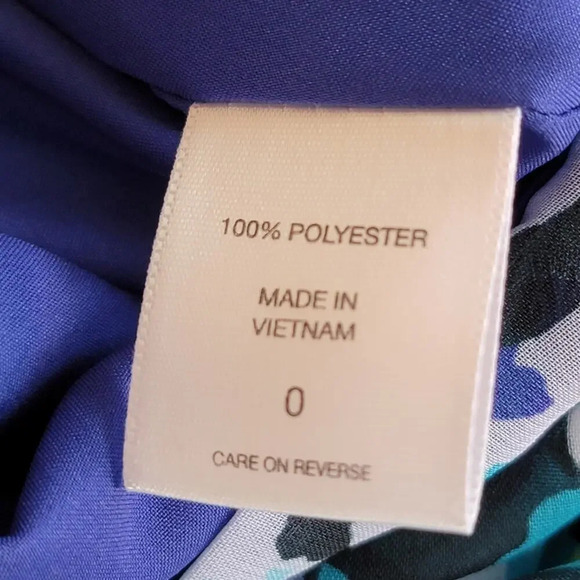 100% POLYESTER
MADE IN
VIETNAM
0
CARE ON REVERSE